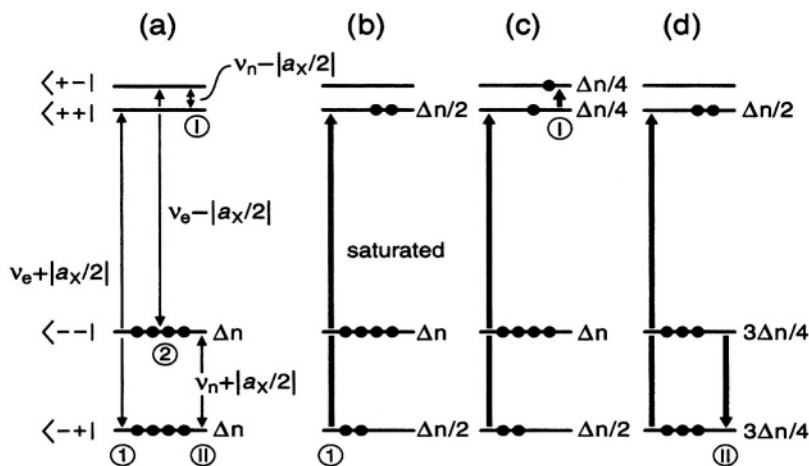 (a) (b) (c) (d)
νn−|aX/2|
<+−| Δn/4
<++| Ⓘ Δn/2 Δn/4 Δn/2
Ⓘ
νe−|aX/2|
saturated
νe+|aX/2|
<−−| Δn Δn Δn 3Δn/4
②
νn+|aX/2|
<−+| Δn Δn/2 Δn/2 3Δn/4
① Ⓘⓘ ① Ⓘⓘ